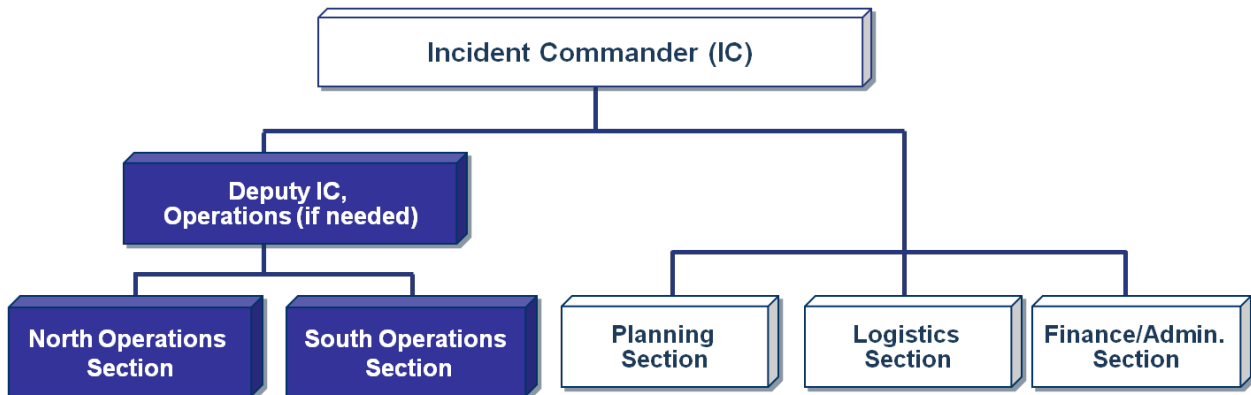 Incident Commander (IC)
Deputy IC,
Operations (if needed)
North Operations
Section
South Operations
Section
Planning
Section
Logistics
Section
Finance/Admin.
Section